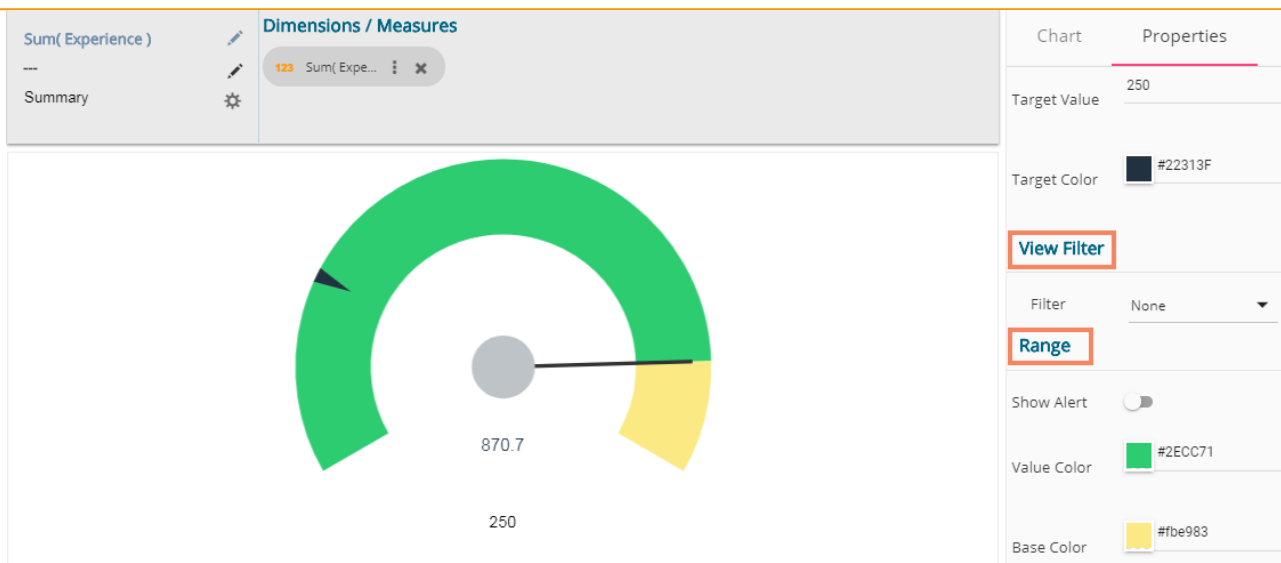 Sum( Experience )
---
Summary
Dimensions / Measures
123 Sum( Expe...
870.7
250
Chart Properties
Target Value 250
Target Color #22313F
View Filter
Filter None
Range
Show Alert
Value Color #2ECC71
Base Color #fbe983